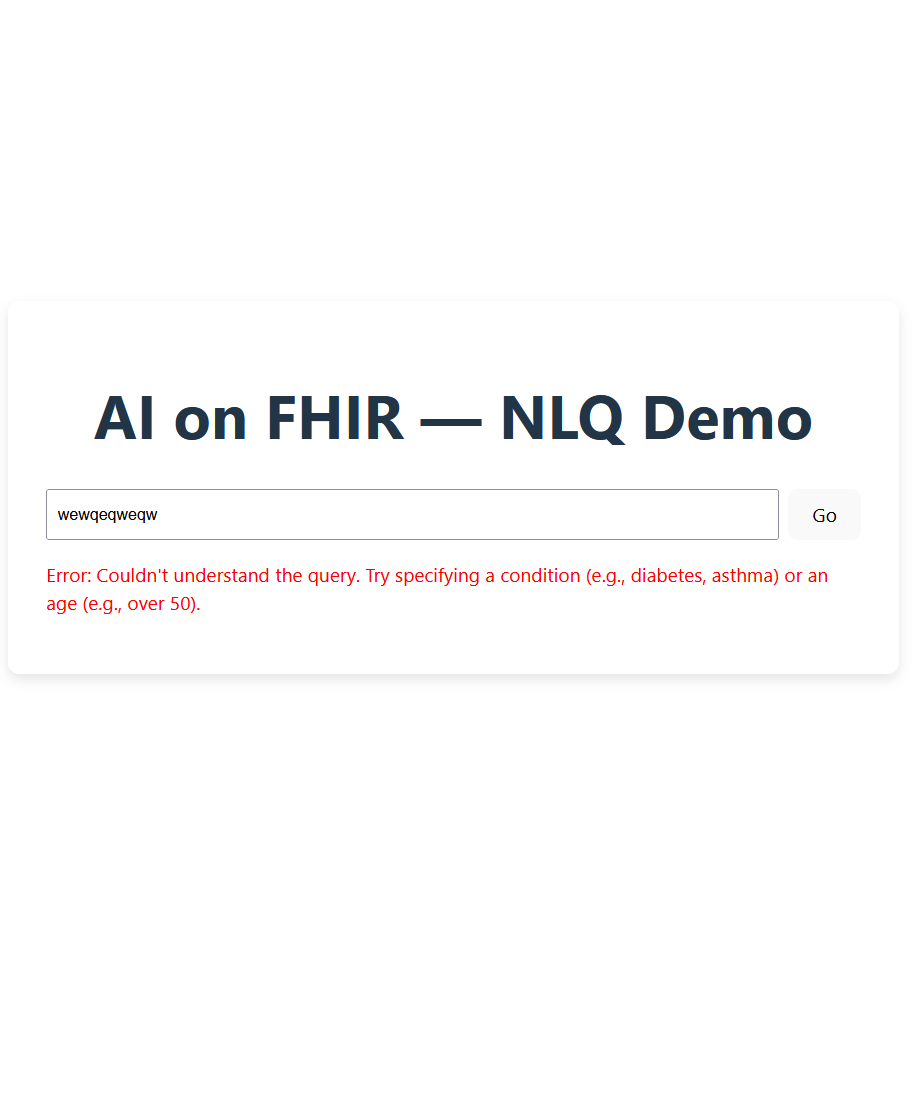 AI on FHIR — NLQ Demo
wewqeqweqw
Go
Error: Couldn't understand the query. Try specifying a condition (e.g., diabetes, asthma) or an
age (e.g., over 50).